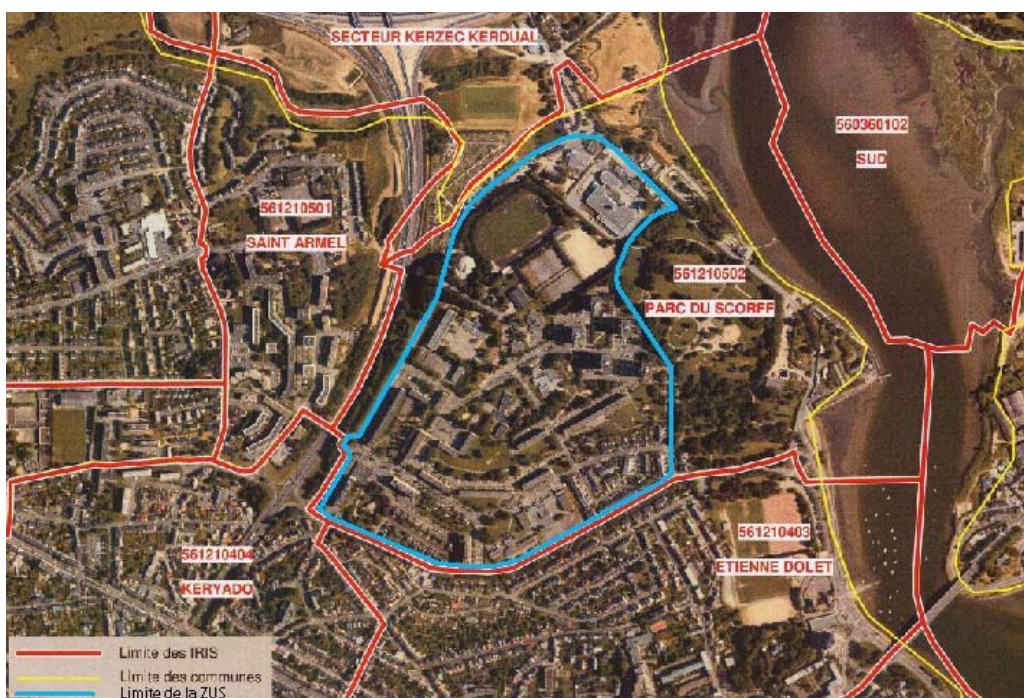 SECTEUR KERZEC KERDUAL
560360102
SUD
561210501
SAINT ARMEL
561210502
PARC DU SCORFF
561210403
ETIENNE DOLET
561210404
KERYADO
Limite des IRIS
Limite des communes
Limite de la ZUS